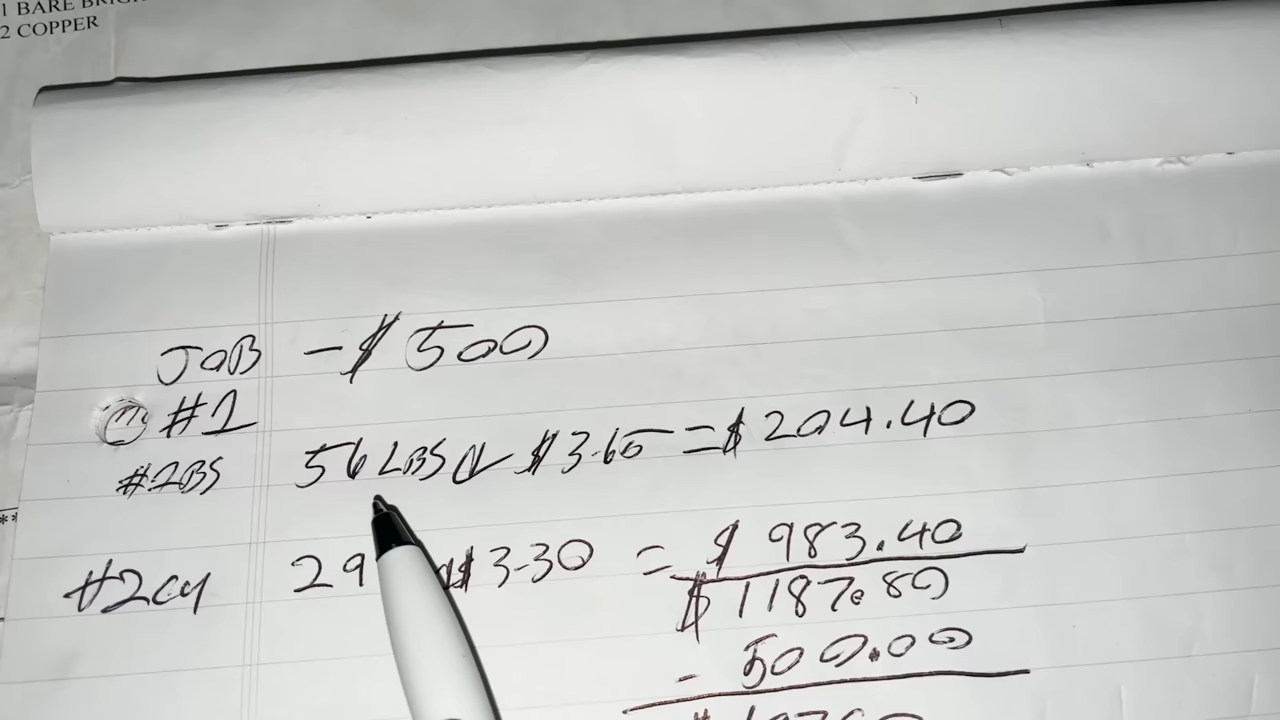 1 BARE
2 COPPER
JOB - $500
#1
#2BS 56 LBS @ $3.65 = $204.40
#2CU 29 $3.30 = $983.40
$1187.80
- 500.00